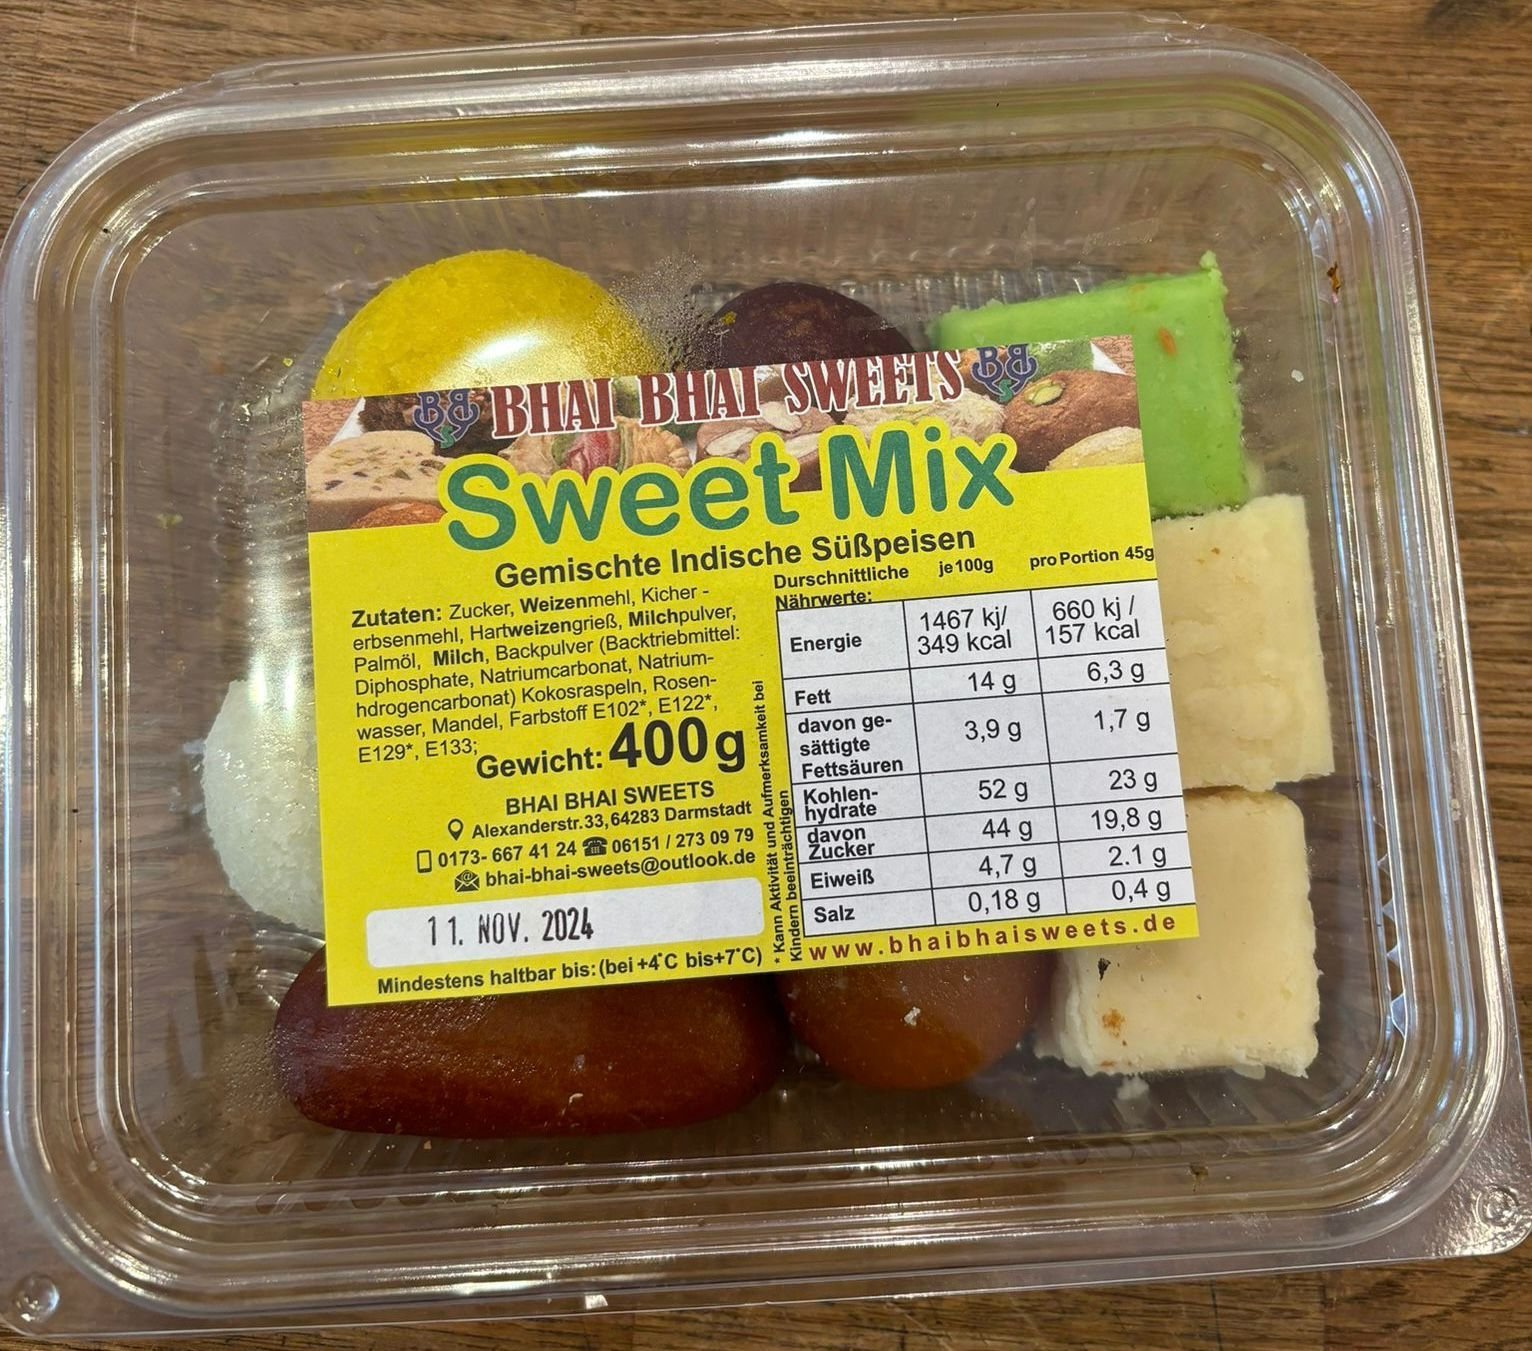 BB BHAI BHAI SWEETS BB
Sweet Mix
Gemischte Indische Süßpeisen
Zutaten: Zucker, Weizenmehl, Kicher -
erbsenmehl, Hartweizengrieß, Milchpulver,
Palmöl, Milch, Backpulver (Backtriebmittel:
Diphosphate, Natriumcarbonat, Natrium-
hdrogencarbonat) Kokosraspeln, Rosen-
wasser, Mandel, Farbstoff E102*, E122*,
E129*, E133;
Gewicht: 400g
BHAI BHAI SWEETS
Alexanderstr.33,64283 Darmstadt
0173- 667 41 24 06151 / 273 09 79
bhai-bhai-sweets@outlook.de
11. NOV. 2024
Mindestens haltbar bis:(bei +4°C bis+7°C)
* Kann Aktivität und Aufmerksamkeit bei
Kindern beeinträchtigen
Durschnittliche je100g pro Portion 45g
Nährwerte:
Energie 1467 kj/ 660 kj /
349 kcal 157 kcal
Fett 14 g 6,3 g
davon ge-
sättigte 3,9 g 1,7 g
Fettsäuren
Kohlen- 52 g 23 g
hydrate
davon 44 g 19,8 g
Zucker
Eiweiß 4,7 g 2.1 g
Salz 0,18 g 0,4 g
www.bhaibhaisweets.de